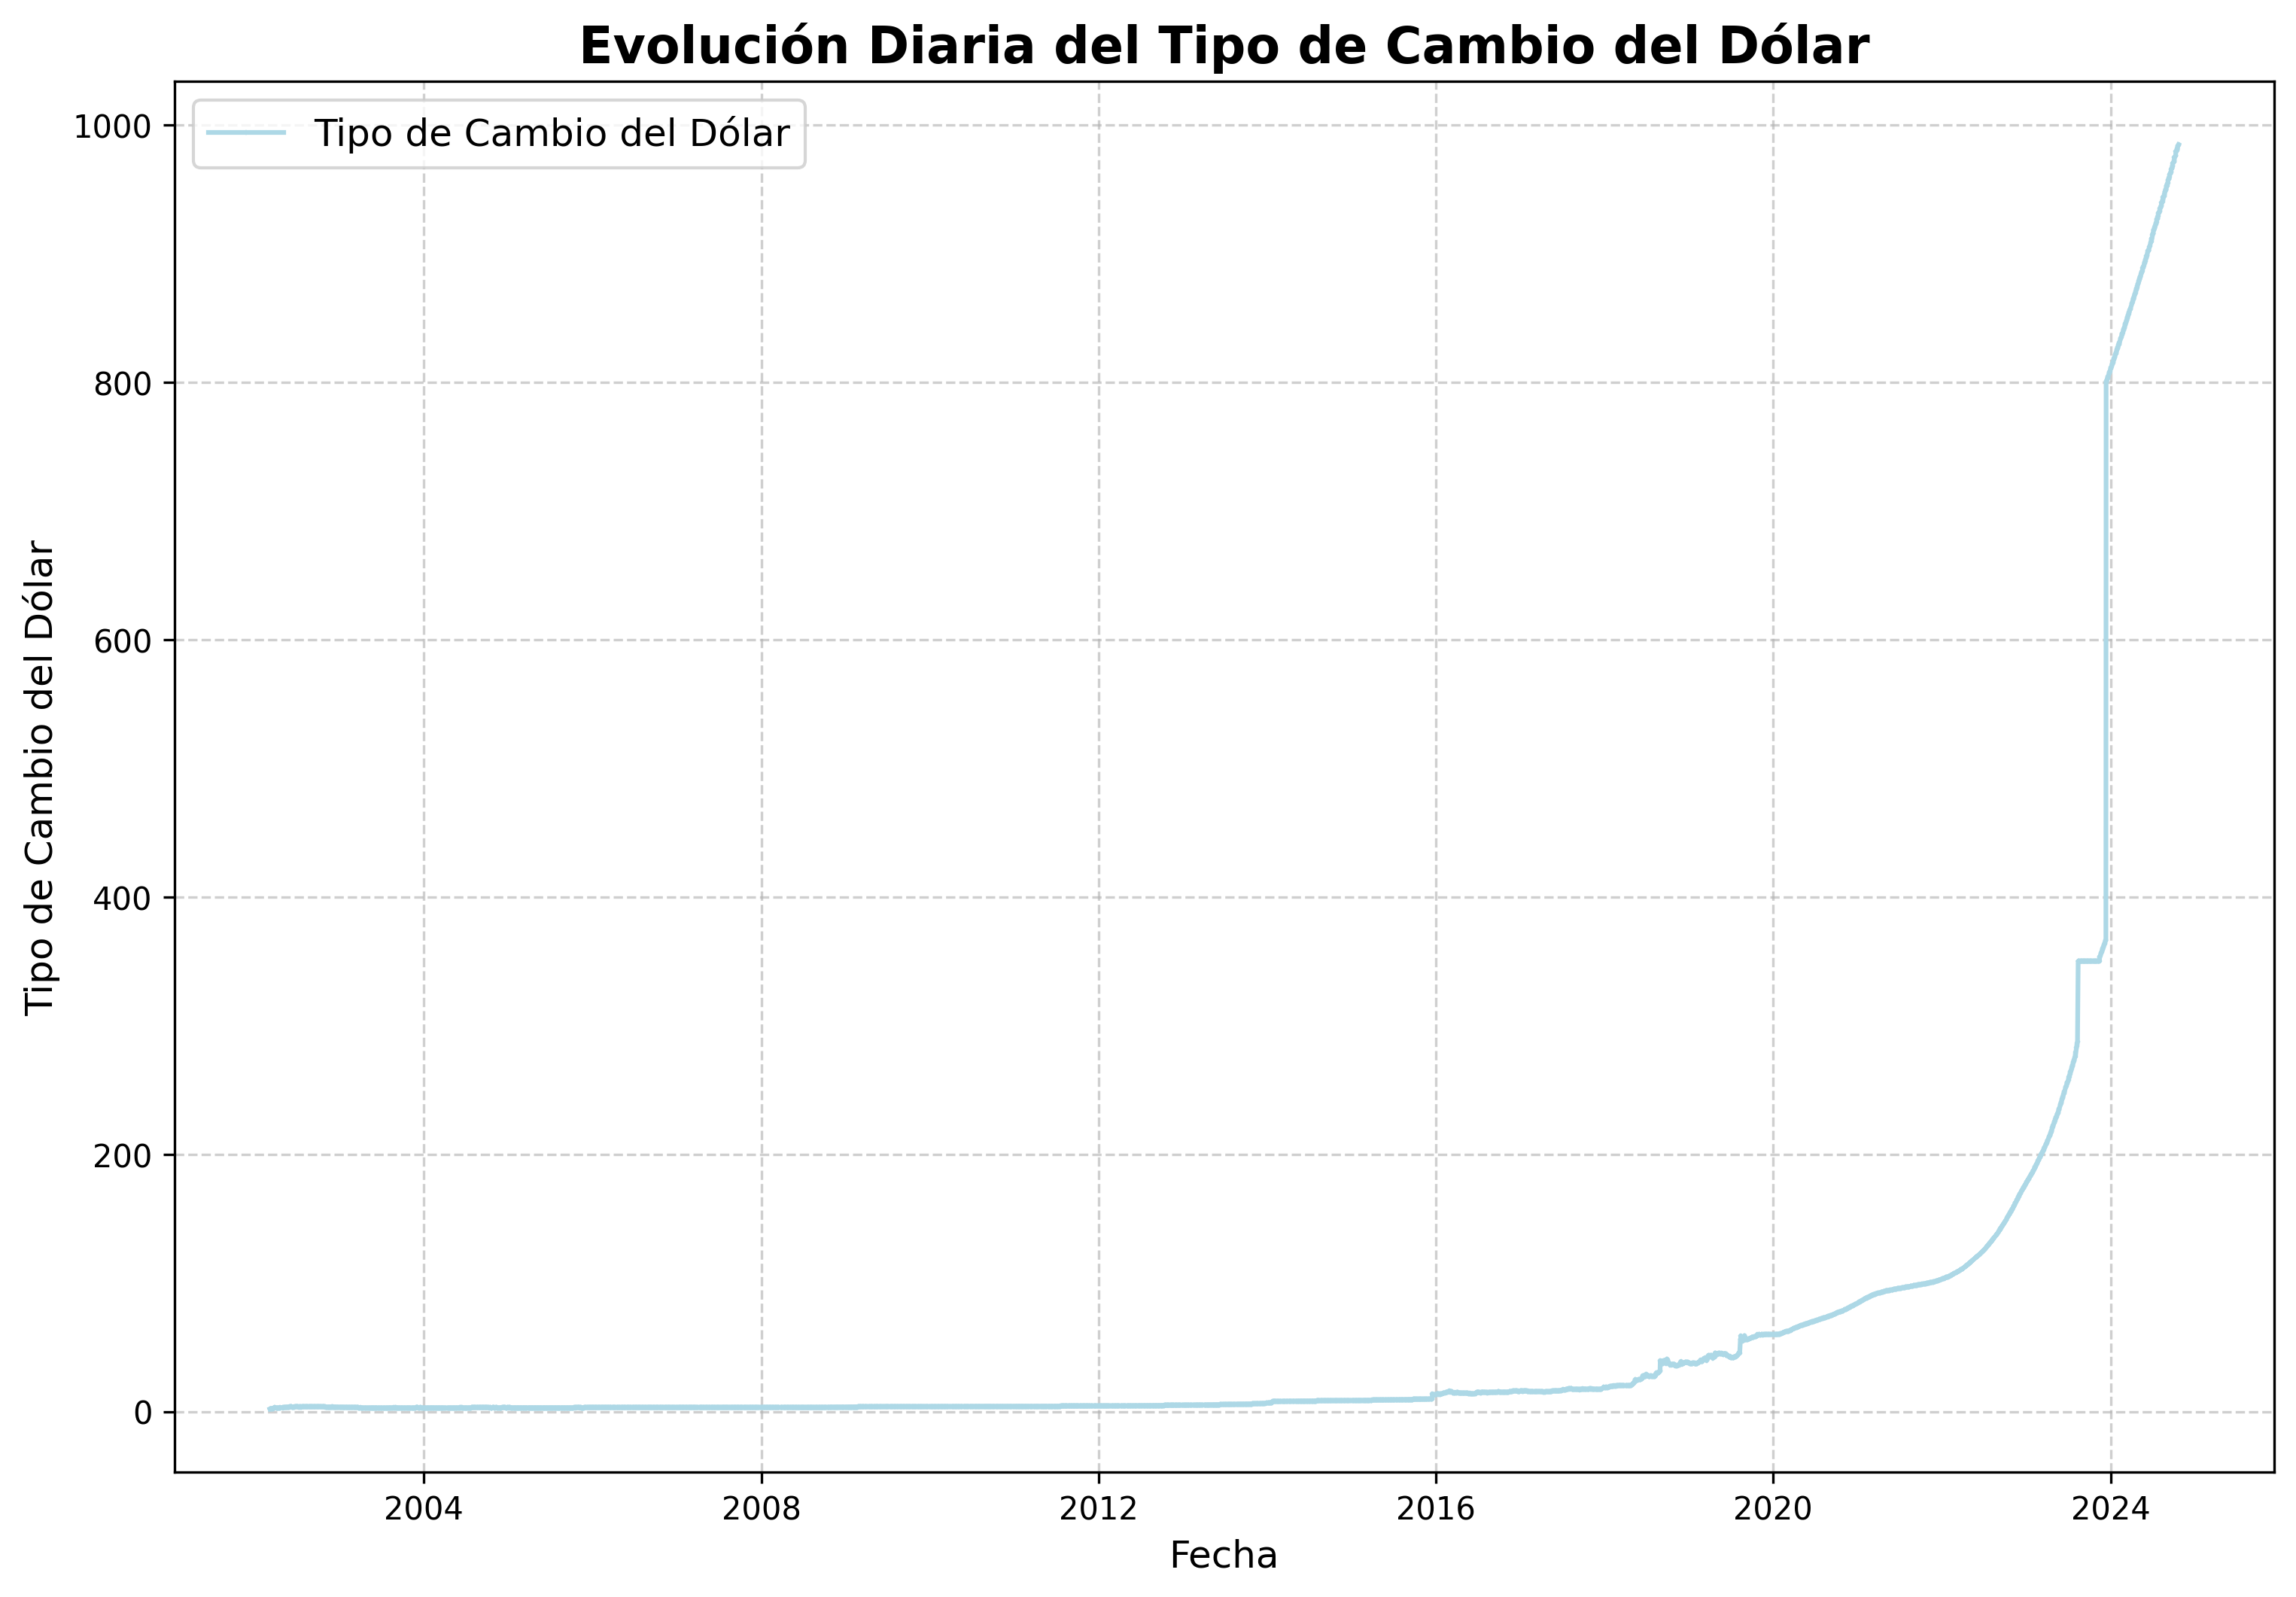 Evolución Diaria del Tipo de Cambio del Dólar
Tipo de Cambio del Dólar
1000
800
600
400
200
0
Tipo de Cambio del Dólar
2004 2008 2012 2016 2020 2024
Fecha